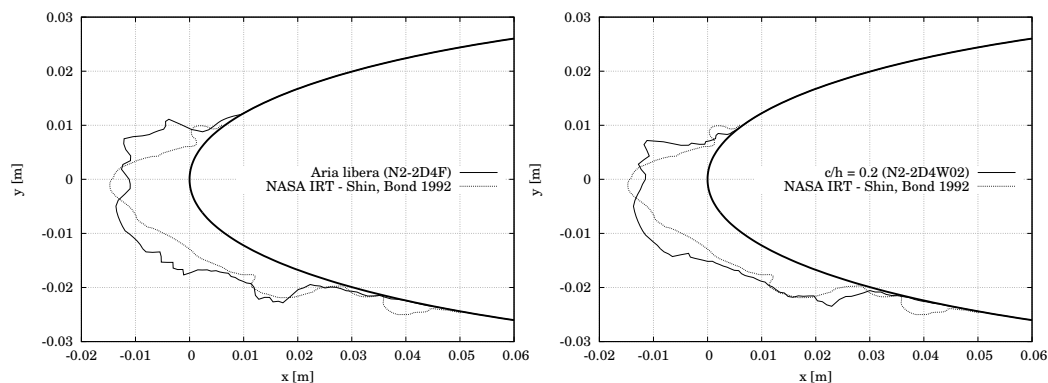 0.03
0.02
0.01
0
-0.01
-0.02
-0.03
y [m]
-0.02 -0.01 0 0.01 0.02 0.03 0.04 0.05 0.06
x [m]
Aria libera (N2-2D4F)
NASA IRT - Shin, Bond 1992
0.03
0.02
0.01
0
-0.01
-0.02
-0.03
y [m]
-0.02 -0.01 0 0.01 0.02 0.03 0.04 0.05 0.06
x [m]
c/h = 0.2 (N2-2D4W02)
NASA IRT - Shin, Bond 1992